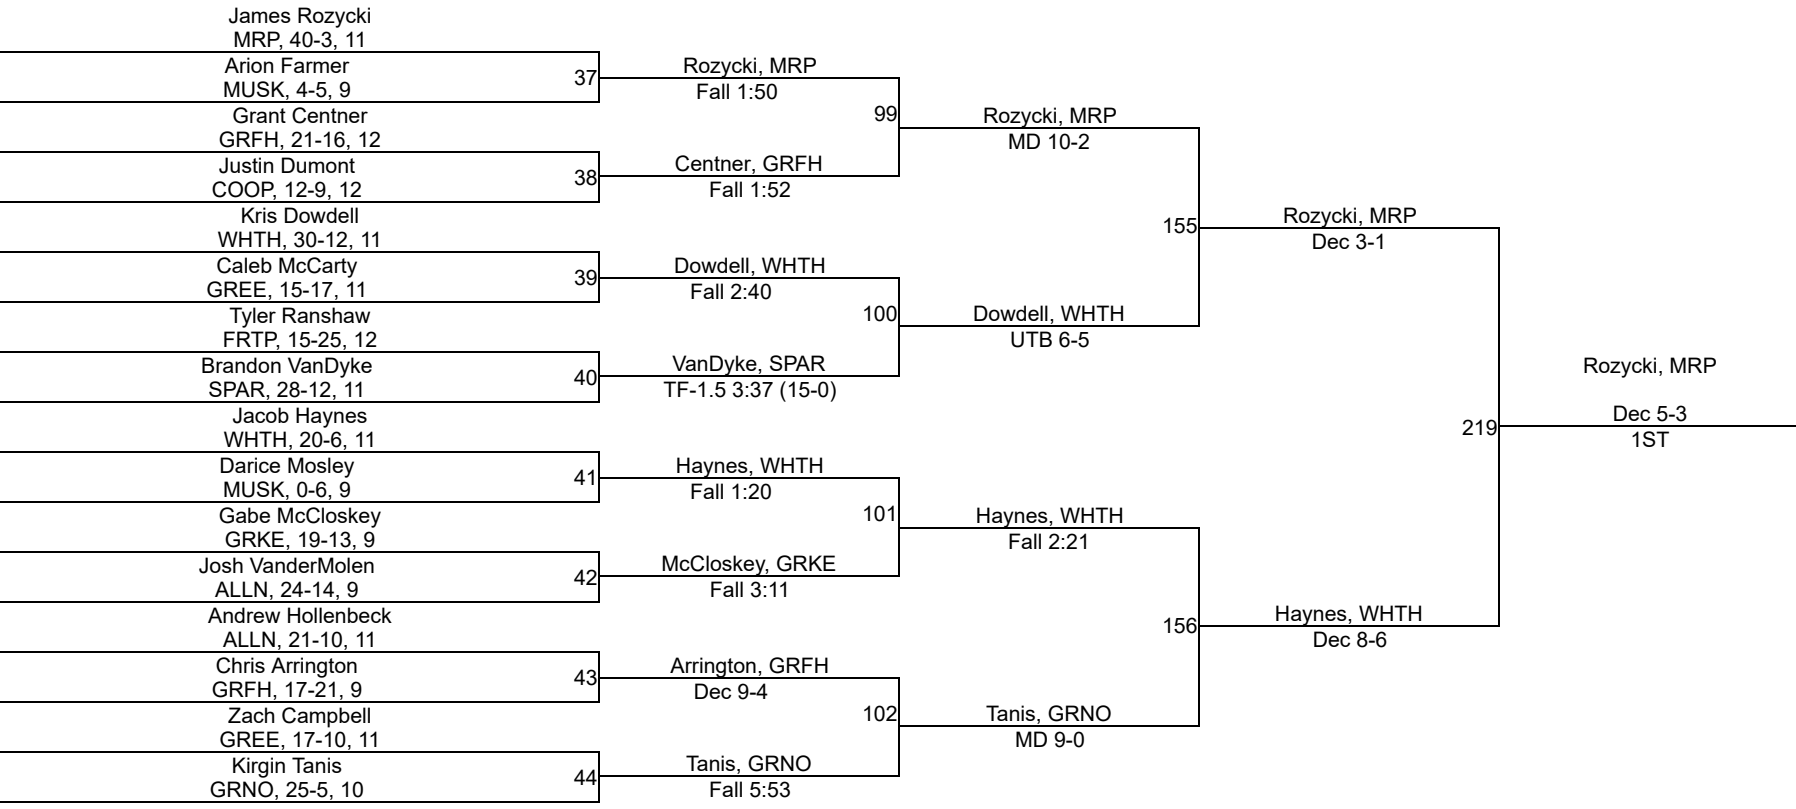 James Rozycki
MRP, 40-3, 11
Arion Farmer
MUSK, 4-5, 9
Grant Centner
GRFH, 21-16, 12
Justin Dumont
COOP, 12-9, 12
Kris Dowdell
WHTH, 30-12, 11
Caleb McCarty
GREE, 15-17, 11
Tyler Ranshaw
FRTP, 15-25, 12
Brandon VanDyke
SPAR, 28-12, 11
Jacob Haynes
WHTH, 20-6, 11
Darice Mosley
MUSK, 0-6, 9
Gabe McCloskey
GRKE, 19-13, 9
Josh VanderMolen
ALLN, 24-14, 9
Andrew Hollenbeck
ALLN, 21-10, 11
Chris Arrington
GRFH, 17-21, 9
Zach Campbell
GREE, 17-10, 11
Kirgin Tanis
GRNO, 25-5, 10
37
38
39
40
41
42
43
44
Rozycki, MRP
Fall 1:50
Centner, GRFH
Fall 1:52
Dowdell, WHTH
Fall 2:40
VanDyke, SPAR
TF-1.5 3:37 (15-0)
Haynes, WHTH
Fall 1:20
McCloskey, GRKE
Fall 3:11
Arrington, GRFH
Dec 9-4
Tanis, GRNO
Fall 5:53
99
100
101
102
Rozycki, MRP
MD 10-2
Dowdell, WHTH
UTB 6-5
Haynes, WHTH
Fall 2:21
Tanis, GRNO
MD 9-0
155
156
Rozycki, MRP
Dec 3-1
Haynes, WHTH
Dec 8-6
219
Rozycki, MRP
Dec 5-3
1ST